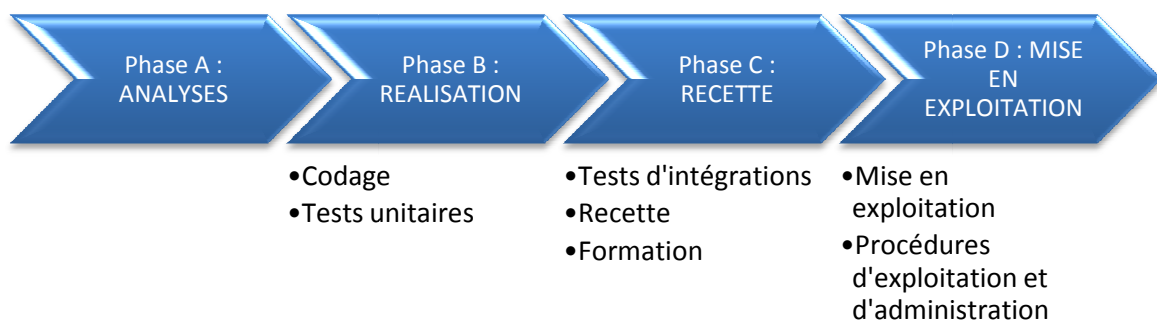 Phase A :
ANALYSES
Phase B :
REALISATION
Phase C :
RECETTE
Phase D : MISE
EN
EXPLOITATION
•Codage
•Tests unitaires
•Tests d'intégrations
•Recette
•Formation
•Mise en
exploitation
•Procédures
d'exploitation et
d'administration